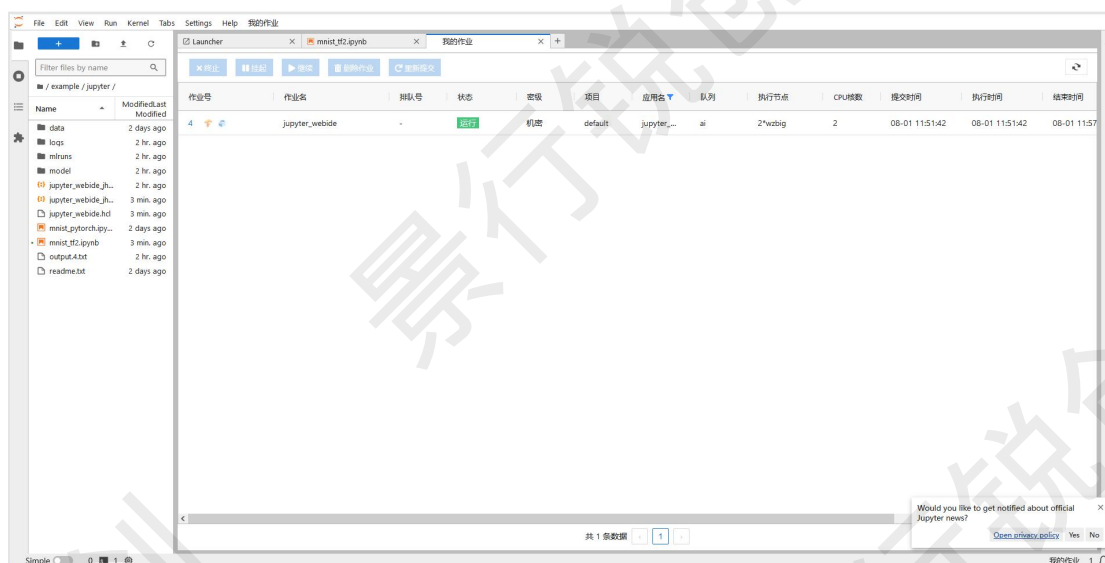 File Edit View Run Kernel Tabs Settings Help 我的作业
Launcher × mnist_tf2.ipynb × 我的作业 × +
Filter files by name
终止 挂起 继续 删除作业 重新提交
/ example / jupyter /
Name Modified Last Modified
作业号 作业名 排队号 状态 密级 项目 应用名 队列 执行节点 CPU核数 提交时间 执行时间 结束时间
4 jupyter_webide - 运行 机密 default jupyter_... ai 2*wzbig 2 08-01 11:51:42 08-01 11:51:42 08-01 11:57
data 2 days ago
logs 2 hr. ago
mlruns 2 hr. ago
model 2 hr. ago
jupyter_webide_jh... 2 hr. ago
jupyter_webide_jh... 3 min. ago
jupyter_webide.hcl 3 min. ago
mnist_pytorch.ipy... 2 days ago
mnist_tf2.ipynb 3 min. ago
output.4.txt 2 hr. ago
readme.txt 2 days ago
景行锐创
Would you like to get notified about official Jupyter news?
Open privacy policy Yes No
共 1 条数据 1
Simple 0 1 我的作业 1